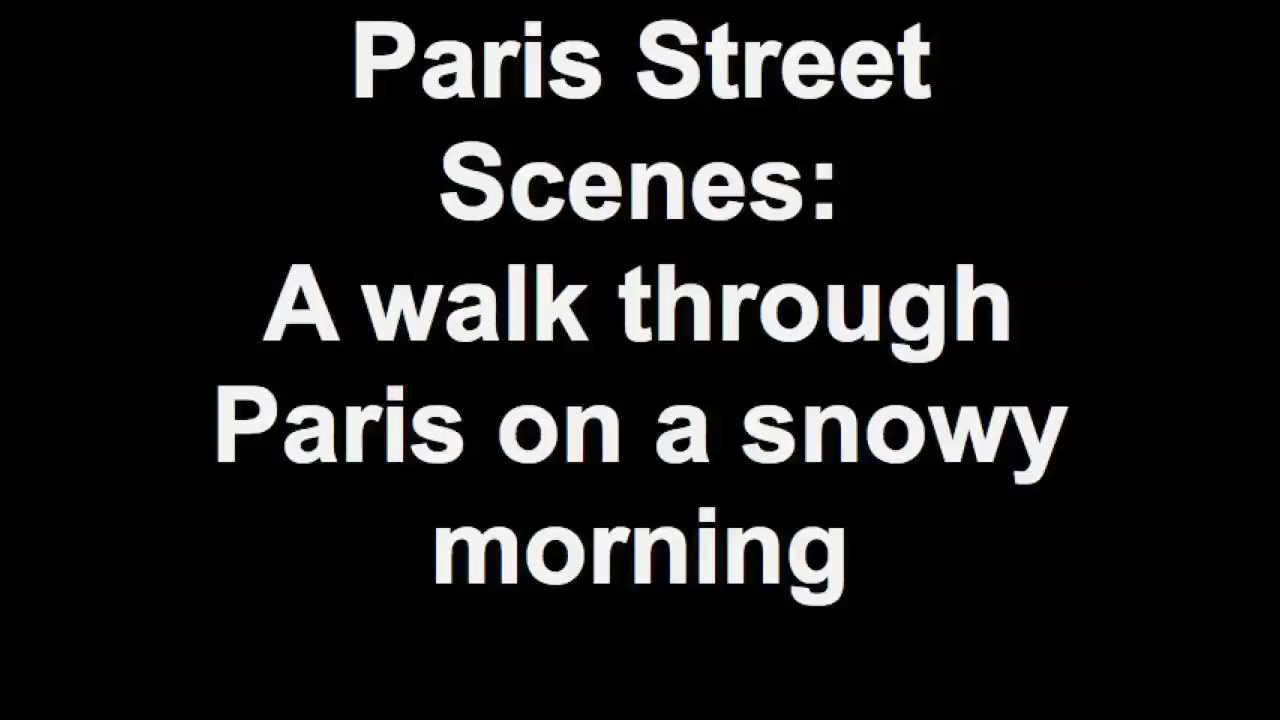 Paris Street
Scenes:
A walk through
Paris on a snowy
morning